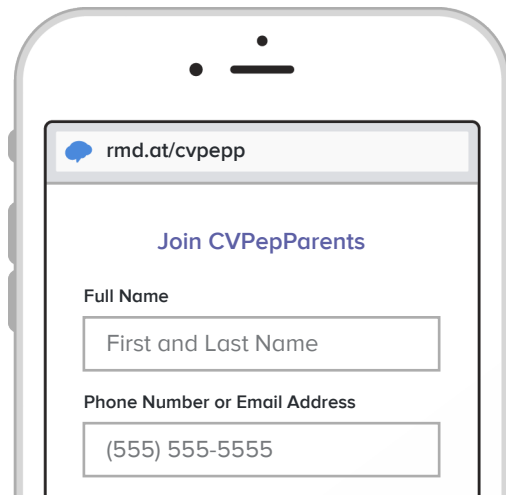 rmd.at/cvpepp
Join CVPepParents
Full Name
First and Last Name
Phone Number or Email Address
(555) 555-5555